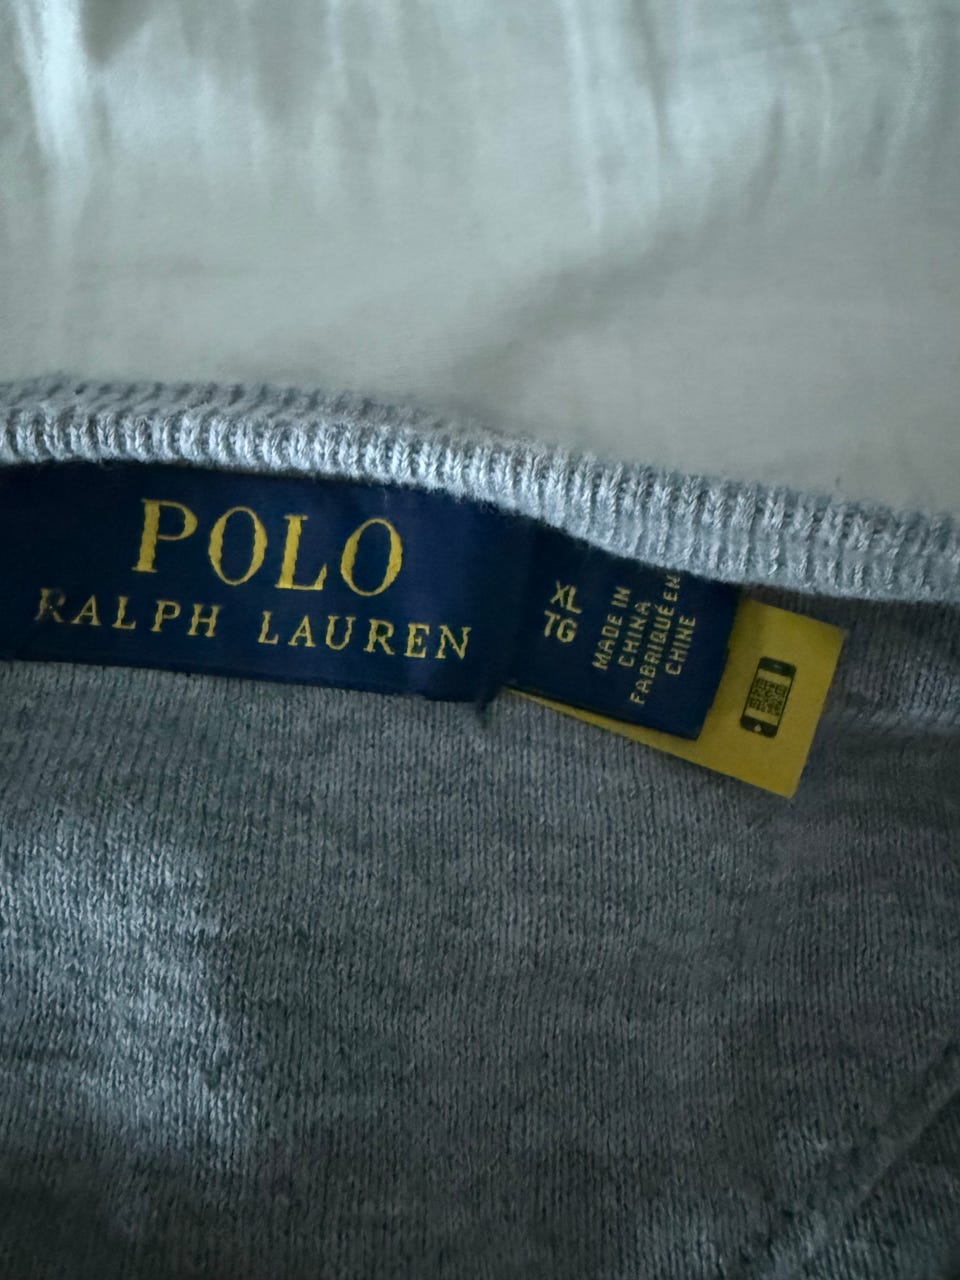 POLO
RALPH LAUREN
XL
TG
MADE IN
CHINA
FABRIQUÉ EN
CHINE